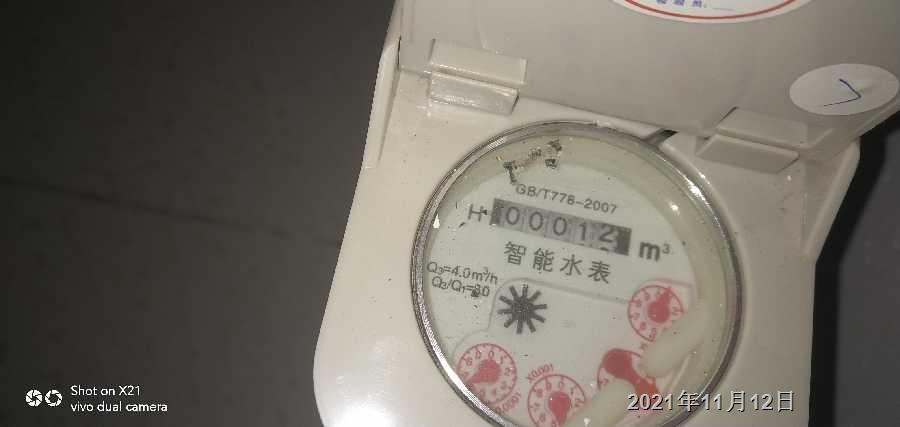 GB/T778-2007
H 00012 m³
智能水表
Q₃=4.0m³/h
Q₃/Q₁=80
X0.001
Shot on X21
vivo dual camera
2021年11月12日